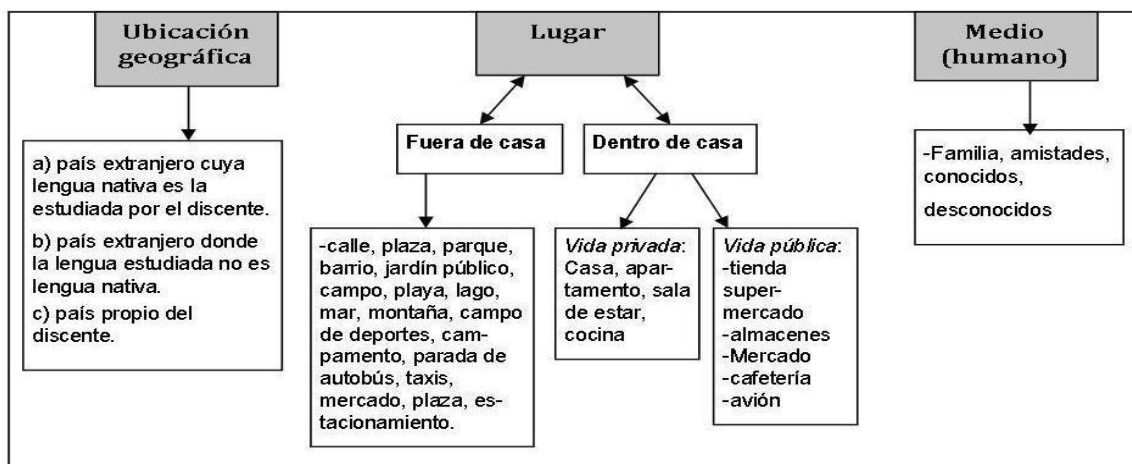 Ubicación
geográfica
Lugar
Medio
(humano)
a) país extranjero cuya
lengua nativa es la
estudiada por el discente.
b) país extranjero donde
la lengua estudiada no es
lengua nativa.
c) país propio del
discente.
Fuera de casa
Dentro de casa
-calle, plaza, parque,
barrio, jardín público,
campo, playa, lago,
mar, montaña, campo
de deportes, cam-
pamento, parada de
autobús, taxis,
mercado, plaza, es-
tacionamiento.
Vida privada:
Casa, apar-
tamento, sala
de estar,
cocina
Vida pública:
-tienda
super-
mercado
-almacenes
-Mercado
-cafetería
-avión
-Familia, amistades,
conocidos,
desconocidos